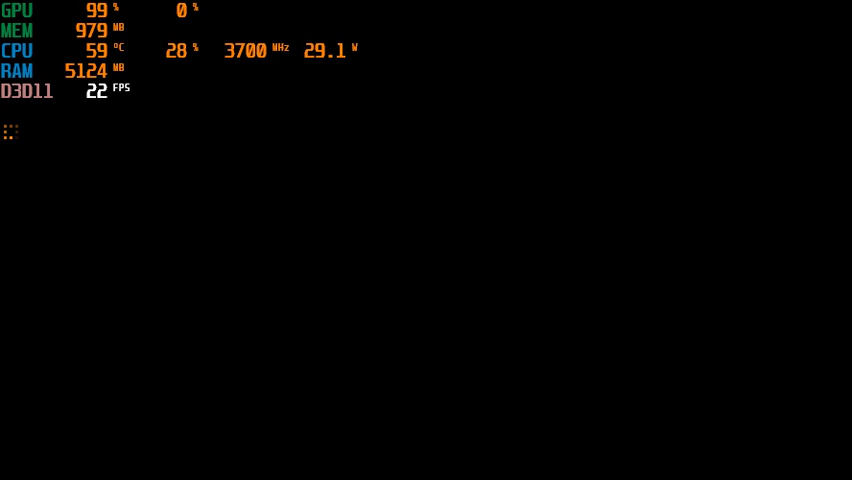 GPU 99 % 0 %
MEM 979 MB
CPU 59 °C 28 % 3700 MHz 29.1 W
RAM 5124 MB
D3D11 22 FPS